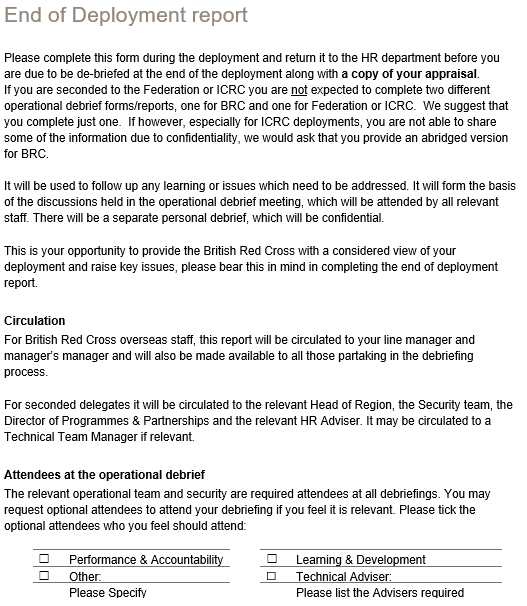 End of Deployment report
Please complete this form during the deployment and return it to the HR department before you
are due to be de-briefed at the end of the deployment along with a copy of your appraisal.
If you are seconded to the Federation or ICRC you are not expected to complete two different
operational debrief forms/reports, one for BRC and one for Federation or ICRC. We suggest that
you complete just one. If however, especially for ICRC deployments, you are not able to share
some of the information due to confidentiality, we would ask that you provide an abridged version
for BRC.
It will be used to follow up any learning or issues which need to be addressed. It will form the basis
of the discussions held in the operational debrief meeting, which will be attended by all relevant
staff. There will be a separate personal debrief, which will be confidential.
This is your opportunity to provide the British Red Cross with a considered view of your
deployment and raise key issues, please bear this in mind in completing the end of deployment
report.
Circulation
For British Red Cross overseas staff, this report will be circulated to your line manager and
manager's manager and will also be made available to all those partaking in the debriefing
process.
For seconded delegates it will be circulated to the relevant Head of Region, the Security team, the
Director of Programmes & Partnerships and the relevant HR Adviser. It may be circulated to a
Technical Team Manager if relevant.
Attendees at the operational debrief
The relevant operational team and security are required attendees at all debriefings. You may
request optional attendees to attend your debriefing if you feel it is relevant. Please tick the
optional attendees who you feel should attend:
☐ Performance & Accountability ☐ Learning & Development
☐ Other: ☐ Technical Adviser:
Please Specify Please list the Advisers required